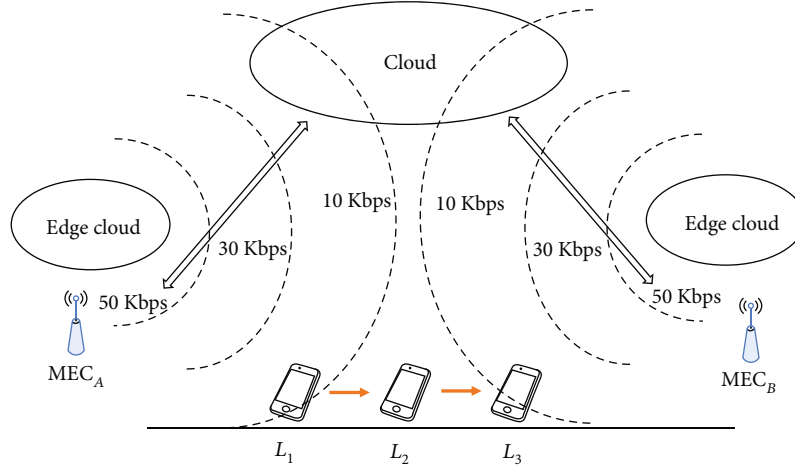 Cloud
10 Kbps
10 Kbps
Edge cloud
Edge cloud
30 Kbps
30 Kbps
50 Kbps
50 Kbps
MEC_A
MEC_B
L_1
L_2
L_3